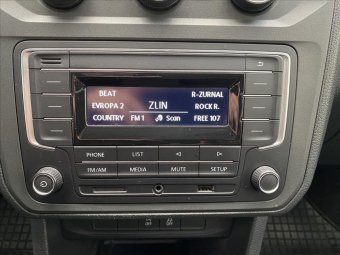 BEAT R-ZURNAL
EVROPA 2 ZLIN ROCK R.
COUNTRY FM 1 Scan FREE 107
PHONE LIST
FM/AM MEDIA MUTE SETUP